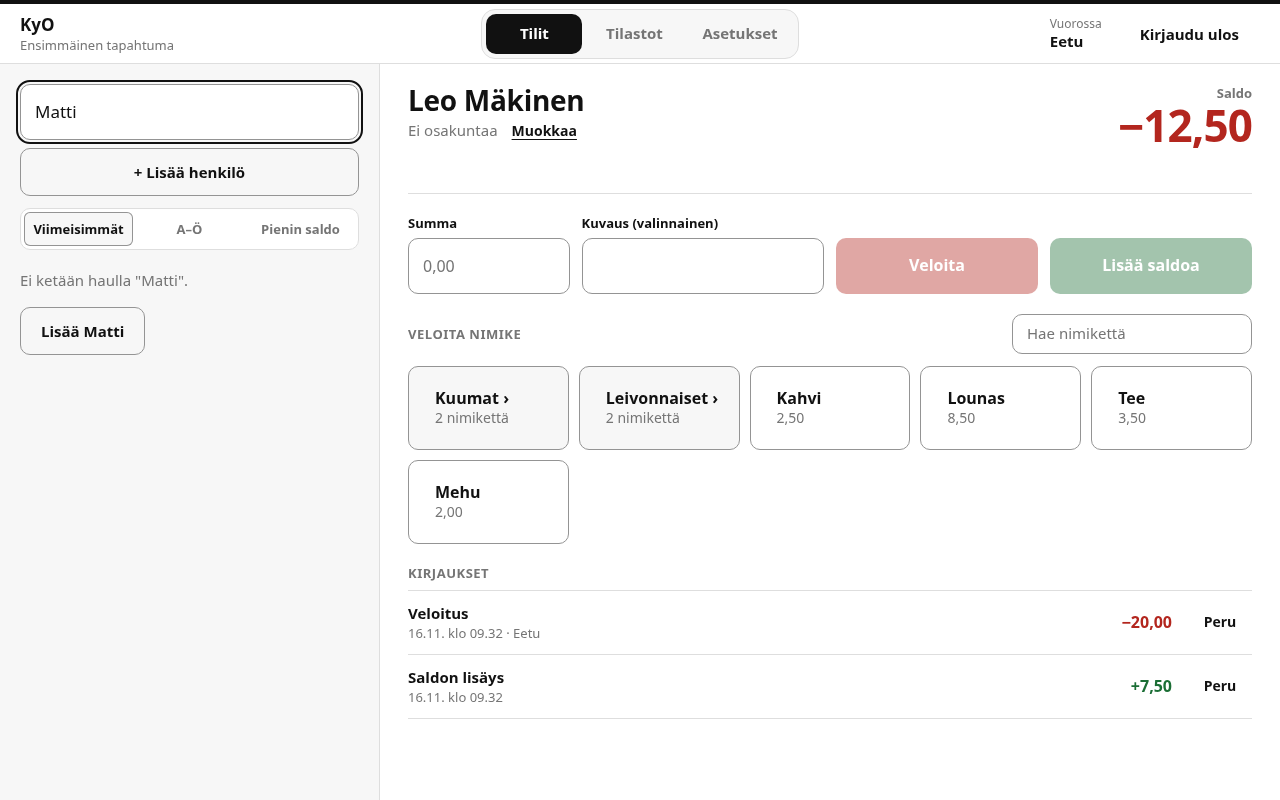 KyO
Ensimmäinen tapahtuma
Tilit
Tilastot
Asetukset
Vuorossa
Eetu
Kirjaudu ulos
Matti
+ Lisää henkilö
Viimeisimmät
A–Ö
Pienin saldo
Ei ketään haulla "Matti".
Lisää Matti
Leo Mäkinen
Ei osakuntaa Muokkaa
Saldo
−12,50
Summa
Kuvaus (valinnainen)
0,00
Veloita
Lisää saldoa
VELOITA NIMIKE
Hae nimikettä
Kuumat ›
2 nimikettä
Leivonnaiset ›
2 nimikettä
Kahvi
2,50
Lounas
8,50
Tee
3,50
Mehu
2,00
KIRJAUKSET
Veloitus
16.11. klo 09.32 · Eetu
−20,00
Peru
Saldon lisäys
16.11. klo 09.32
+7,50
Peru